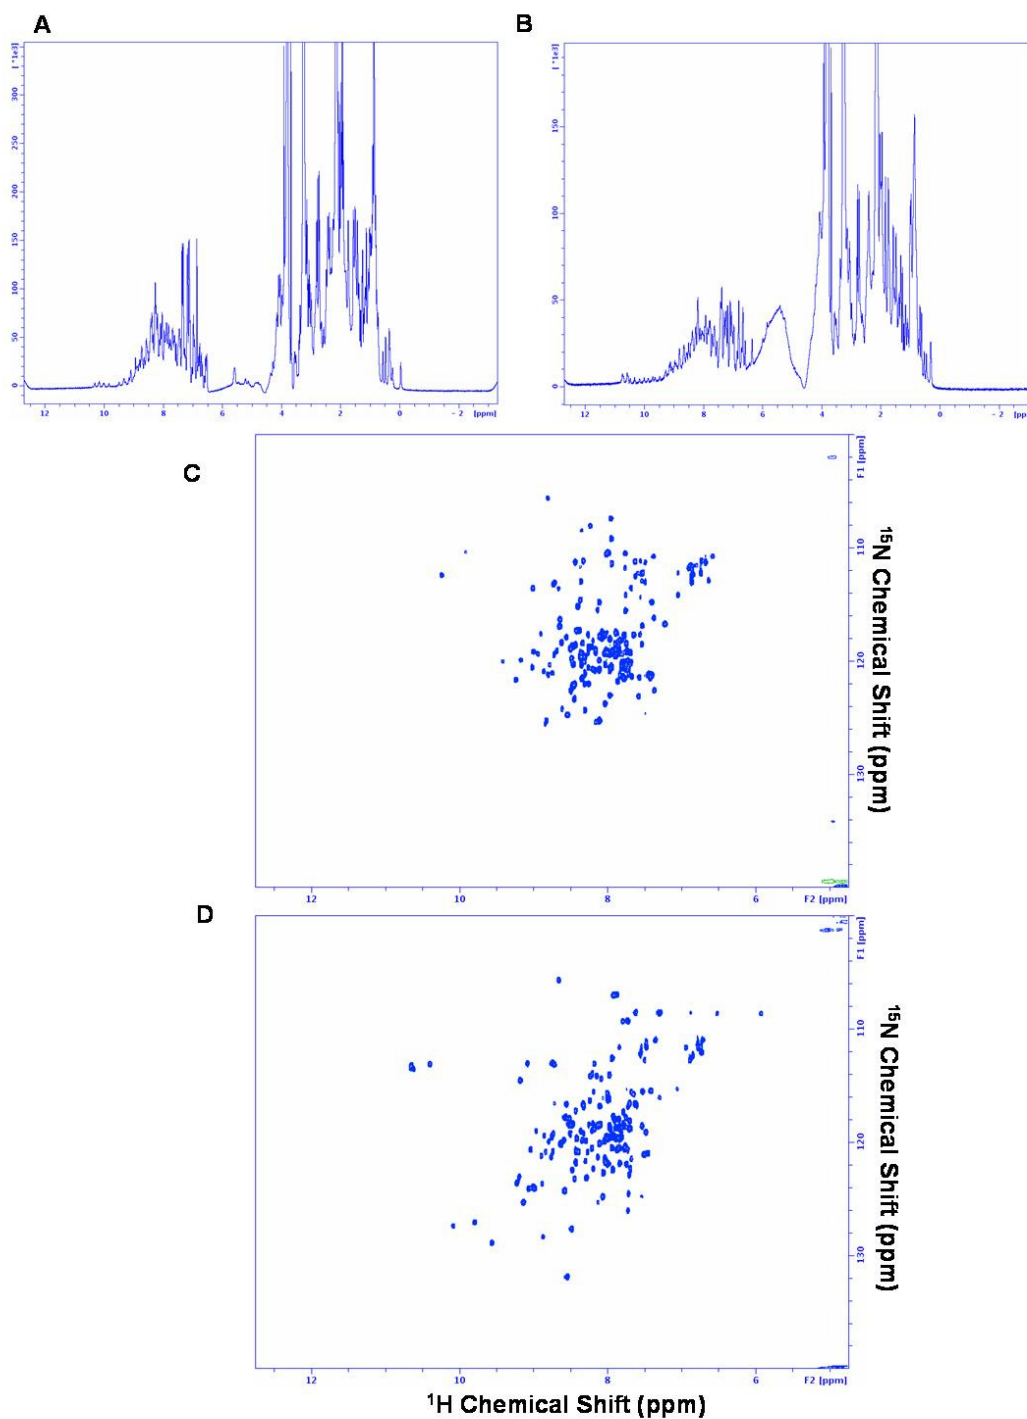 A
B
[ *1e3]
300
250
200
150
100
50
0
12
10
8
6
4
2
0
- 2
[ppm]
[ *1e3]
150
100
50
0
12
10
8
6
4
2
0
- 2
C
F1 [ppm]
110
120
130
15N Chemical Shift (ppm)
12
10
8
6
F2 [ppm]
D
F1 [ppm]
110
120
130
15N Chemical Shift (ppm)
12
10
8
6
F2 [ppm]
1H Chemical Shift (ppm)